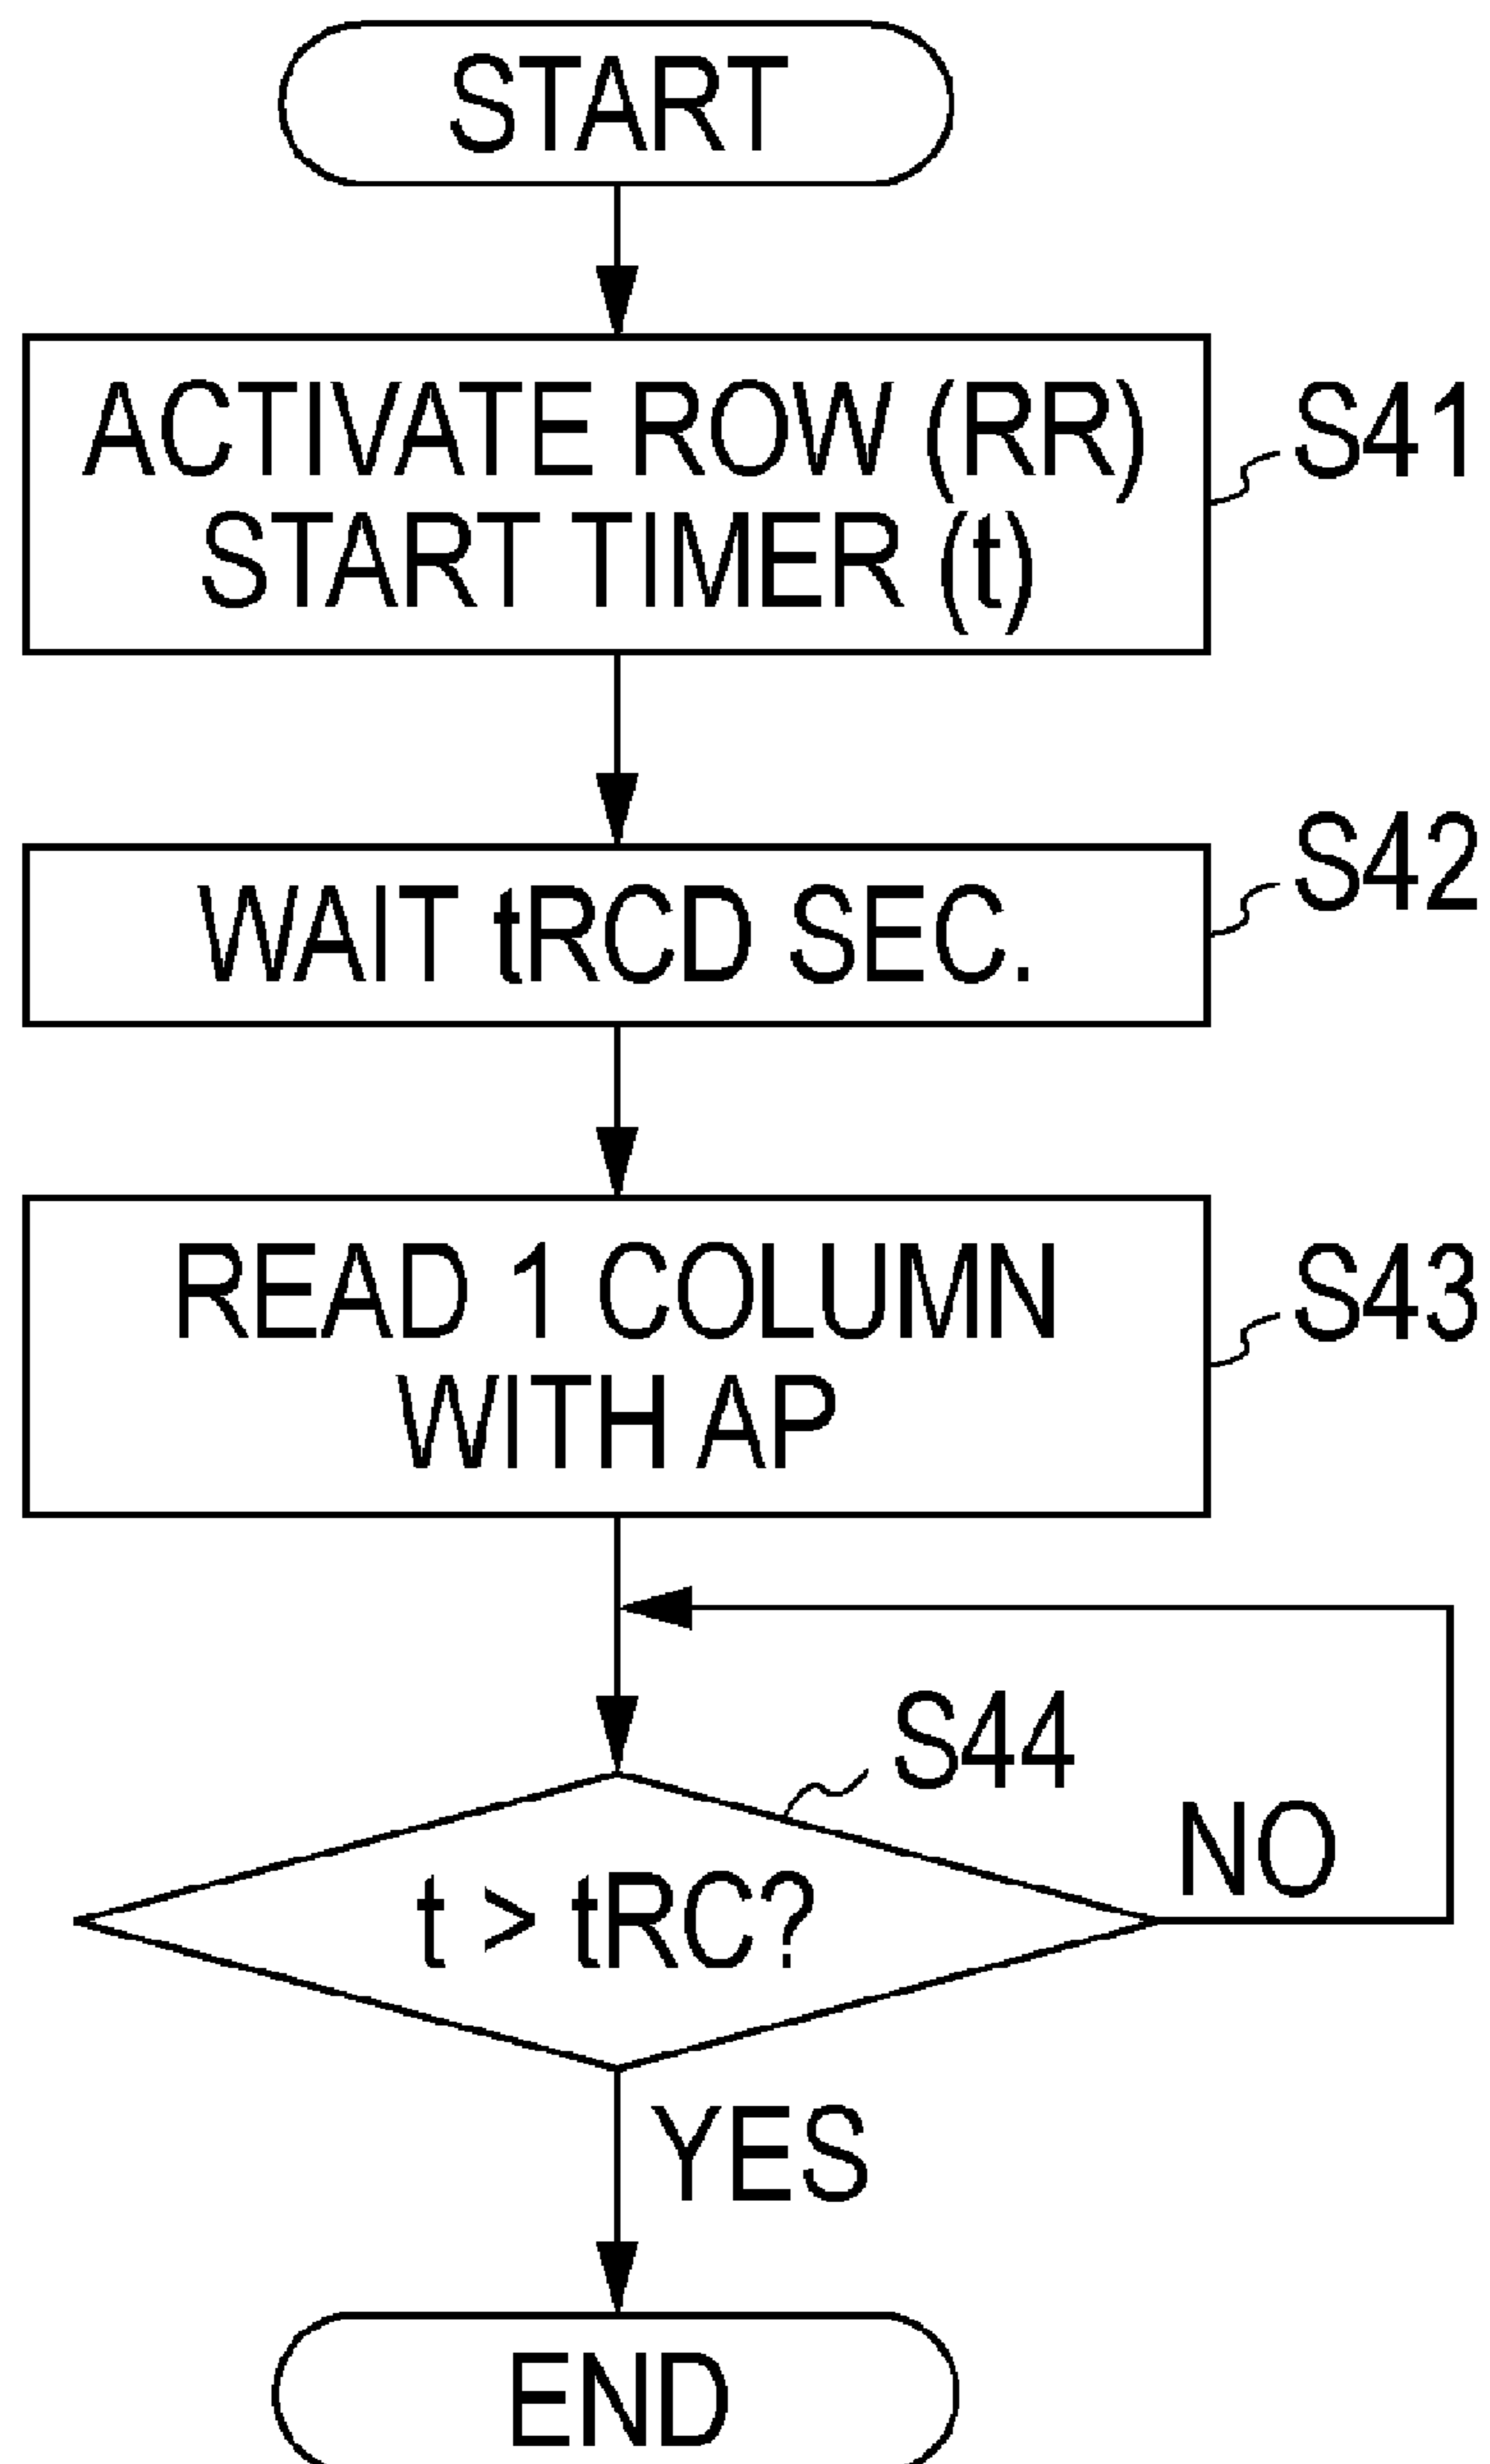 START
ACTIVATE ROW (RR)
START TIMER (t)
S41
WAIT tRCD SEC.
S42
READ 1 COLUMN
WITH AP
S43
S44
t > tRC?
NO
YES
END